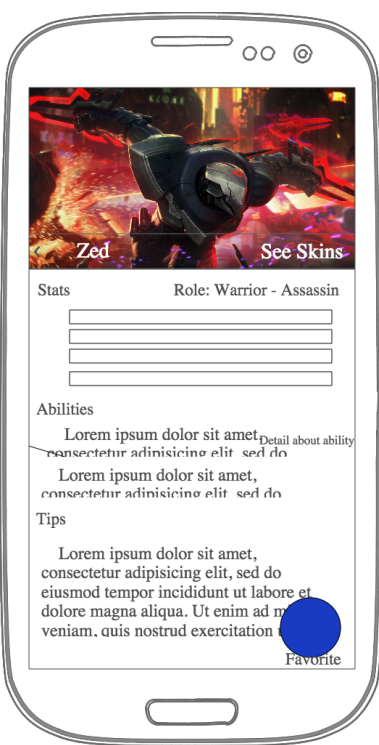 Zed
See Skins
Stats
Role: Warrior - Assassin
Abilities
Lorem ipsum dolor sit amet,
Detail about ability
consectetur adipisicing elit, sed do
Lorem ipsum dolor sit amet,
consectetur adipisicing elit, sed do
Tips
Lorem ipsum dolor sit amet,
consectetur adipiscing elit, sed do
eiusmod tempor incididunt ut labore et
dolore magna aliqua. Ut enim ad
veniam, quis nostrud exercitation
Favorite